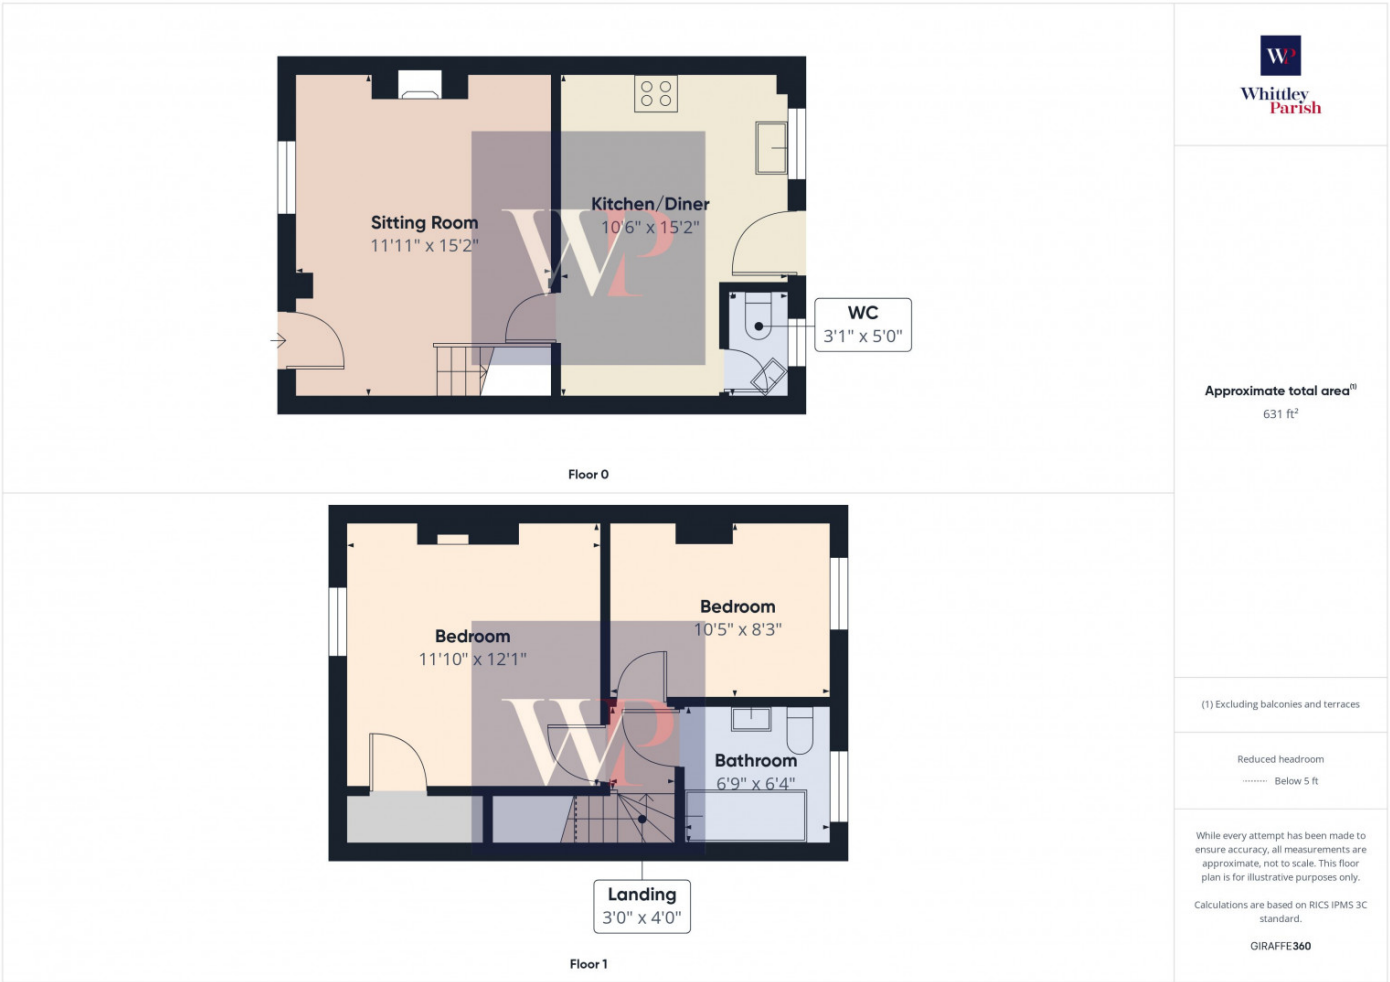 WP
Whittley
Parish
Sitting Room
11'11" x 15'2"
Kitchen/Diner
10'6" x 15'2"
WP
WC
3'1" x 5'0"
Floor 0
Approximate total area(1)
631 ft²
Bedroom
11'10" x 12'1"
Bedroom
10'5" x 8'3"
WP
Bathroom
6'9" x 6'4"
Landing
3'0" x 4'0"
Floor 1
(1) Excluding balconies and terraces
Reduced headroom
Below 5 ft
While every attempt has been made to
ensure accuracy, all measurements are
approximate, not to scale. This floor
plan is for illustrative purposes only.
Calculations are based on RICS IPMS 3C
standard.
GIRAFFE360